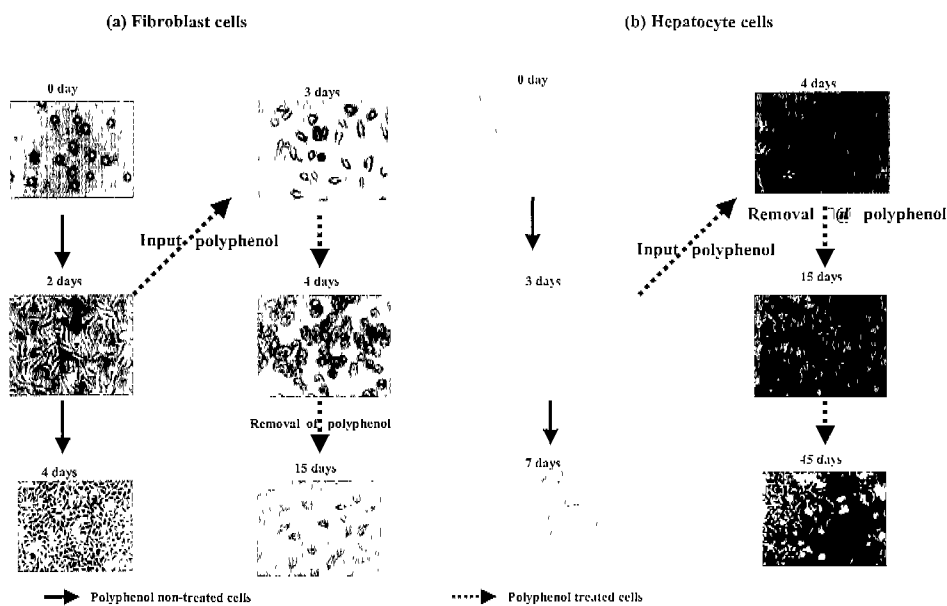 (a) Fibroblast cells
(b) Hepatocyte cells
0 day
3 days
Input polyphenol
2 days
4 days
Removal of polyphenol
4 days
15 days
0 day
4 days
Removal polyphenol
Input polyphenol
3 days
15 days
7 days
45 days
Polyphenol non-treated cells
Polyphenol treated cells